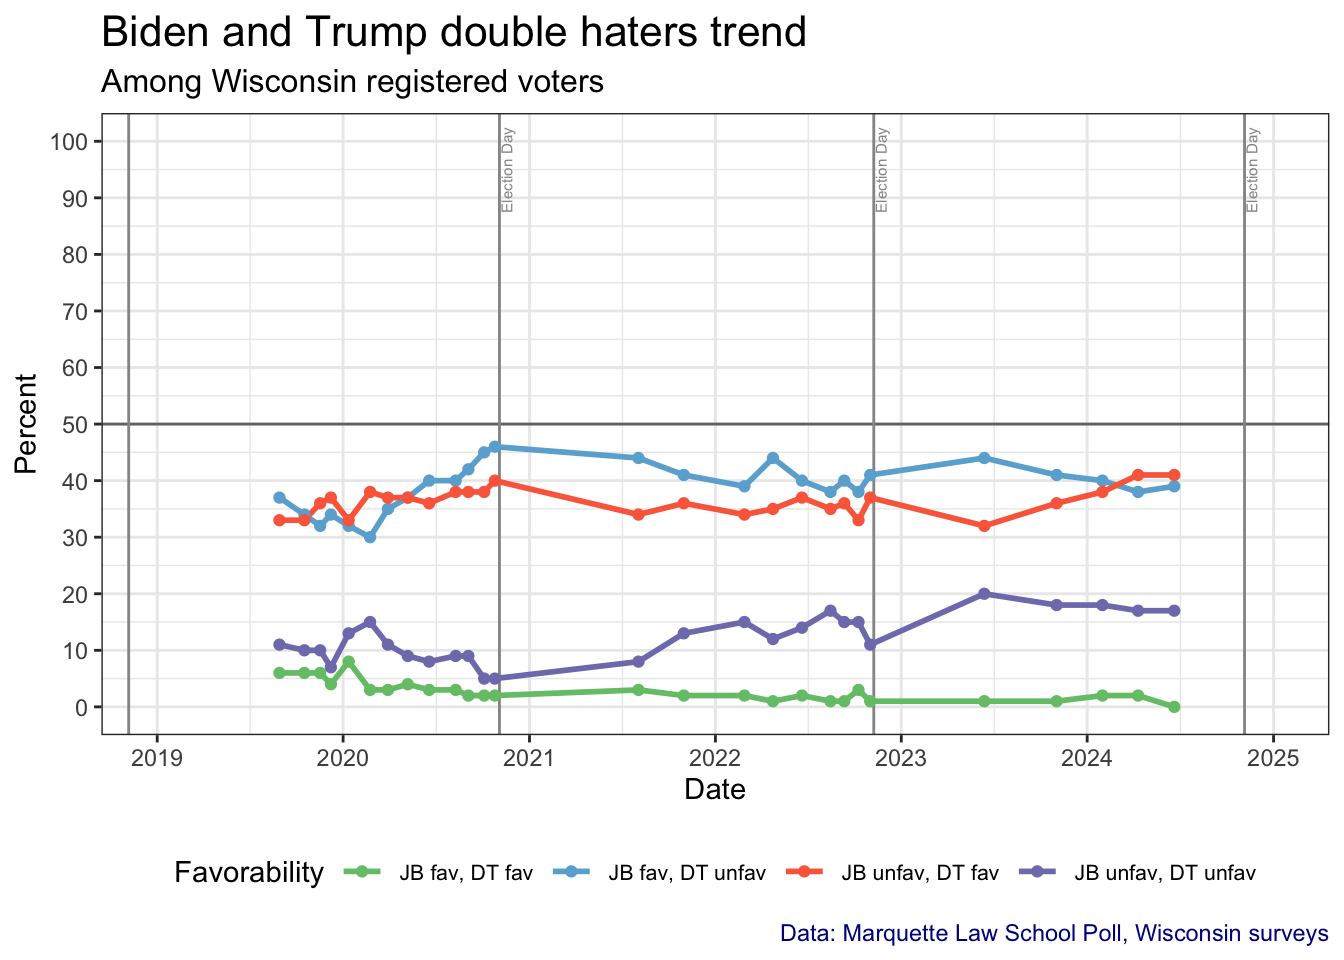 Biden and Trump double haters trend
Among Wisconsin registered voters
100
90
80
70
60
50
40
30
20
10
0
Percent
Election Day
Election Day
Election Day
2019 2020 2021 2022 2023 2024 2025
Date
Favorability JB fav, DT fav JB fav, DT unfav JB unfav, DT fav JB unfav, DT unfav
Data: Marquette Law School Poll, Wisconsin surveys